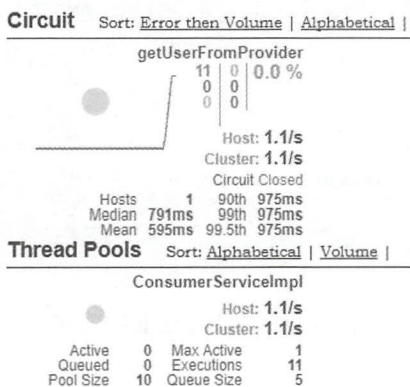 Circuit Sort: Error then Volume | Alphabetical |
getUserFromProvider
11 | 0 | 0.0 %
0 | 0
0 | 0
Host: 1.1/s
Cluster: 1.1/s
Circuit Closed
Hosts 1 90th 975ms
Median 791ms 99th 975ms
Mean 595ms 99.5th 975ms
Thread Pools Sort: Alphabetical | Volume |
ConsumerServiceImpl
Host: 1.1/s
Cluster: 1.1/s
Active 0 Max Active 1
Queued 0 Executions 11
Pool Size 10 Queue Size 5